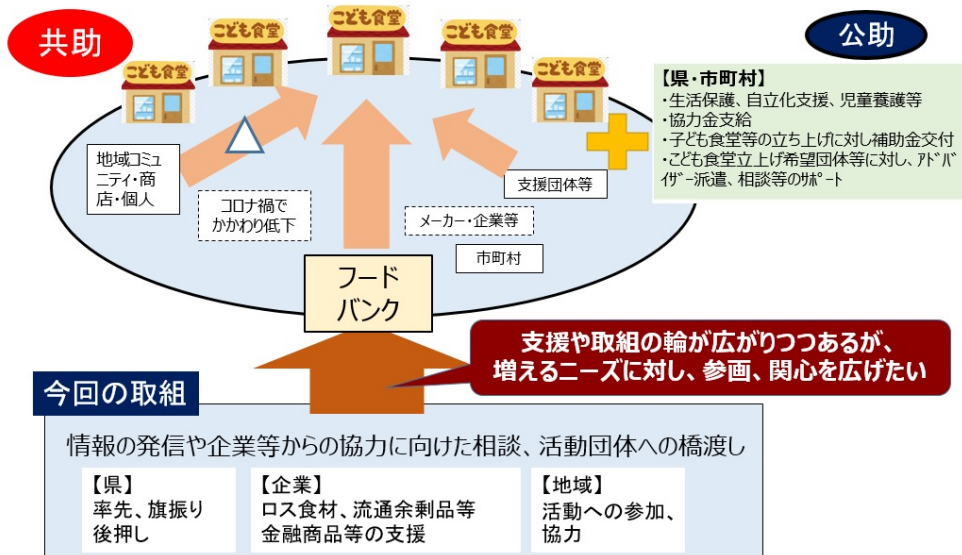 共助
こども食堂
こども食堂
こども食堂
こども食堂
こども食堂
公助
【県・市町村】
・生活保護、自立化支援、児童養護等
・協力金支給
・子ども食堂等の立ち上げに対し補助金交付
・こども食堂立上げ希望団体等に対し、アドバ
イザー派遣、相談等のサポート
地域コミュ
ニティ・商
店・個人
コロナ禍で
かかわり低下
支援団体等
メーカー・企業等
市町村
フード
バンク
支援や取組の輪が広がりつつあるが、
増えるニーズに対し、参画、関心を広げたい
今回の取組
情報の発信や企業等からの協力に向けた相談、活動団体への橋渡し
【県】
率先、旗振り
後押し
【企業】
ロス食材、流通余剰品等
金融商品等の支援
【地域】
活動への参加、
協力